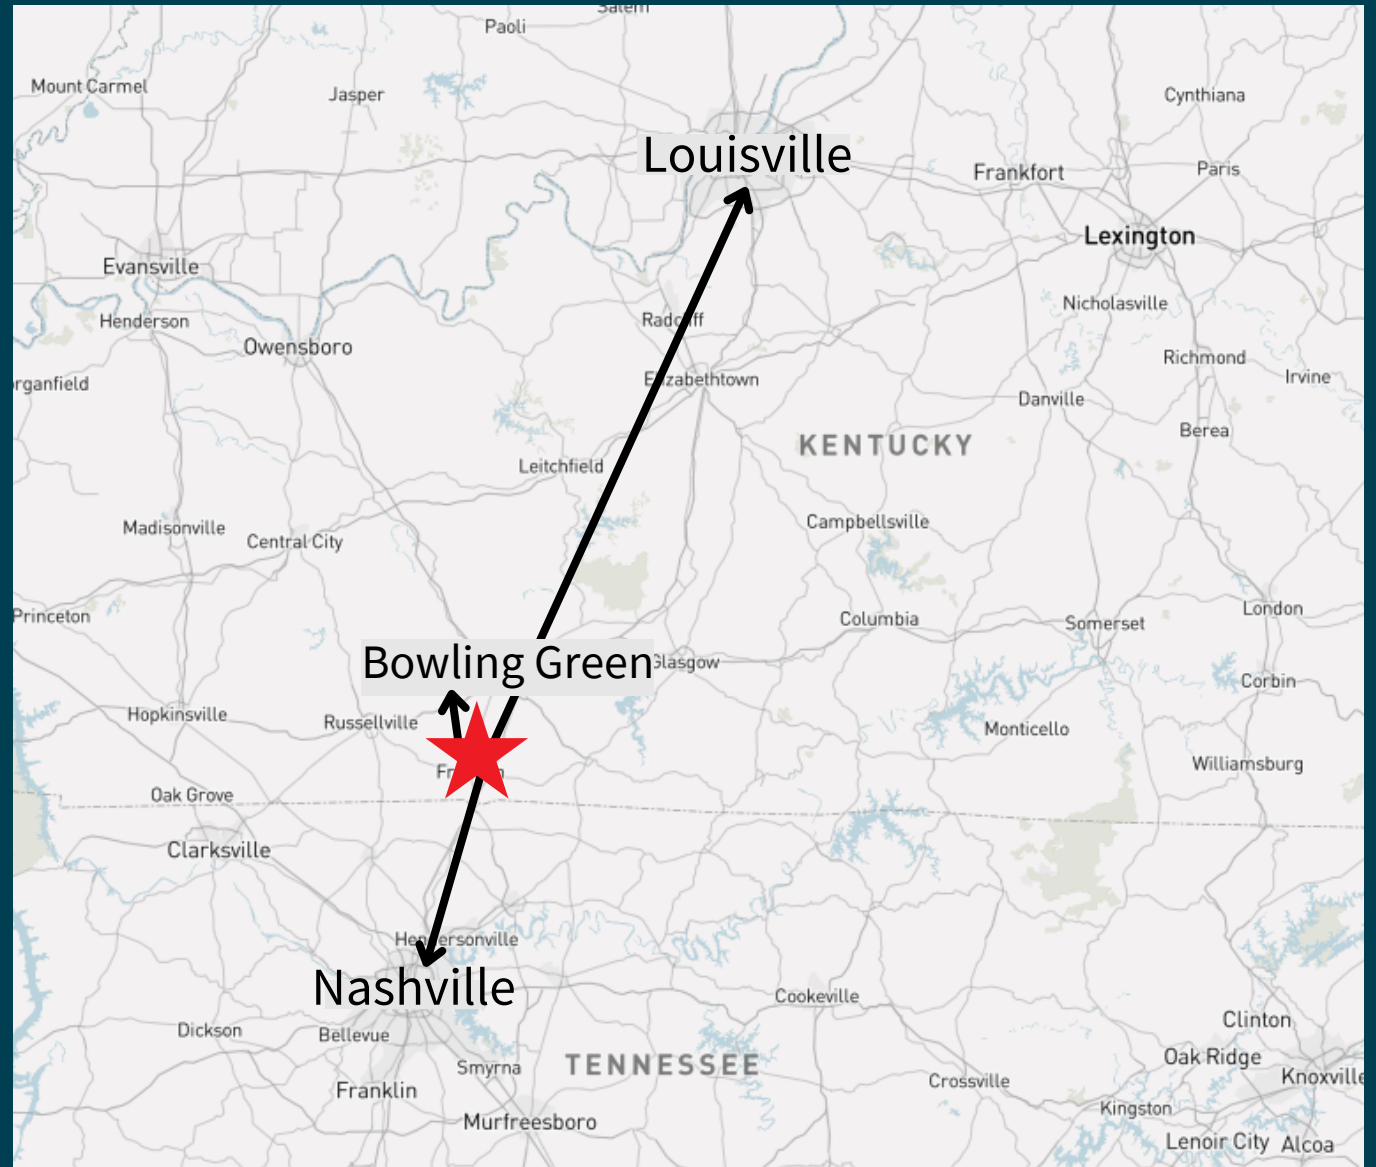 Salem
Paoli
Mount Carmel
Jasper
Cynthiana
Louisville
Frankfort
Paris
Lexington
Evansville
Nicholasville
Henderson
Radcliff
Owensboro
Richmond
rganfield
Elizabethtown
Irvine
Danville
Berea
KENTUCKY
Leitchfield
Madisonville
Campbellsville
Central City
Princeton
Columbia
London
Somerset
Bowling Green
Glasgow
Corbin
Hopkinsville
Russellville
Monticello
Williamsburg
Oak Grove
Clarksville
Hendersonville
Nashville
Cookeville
Dickson
Bellevue
Clinton
Smyrna
TENNESSEE
Oak Ridge
Knoxville
Franklin
Crossville
Kingston
Murfreesboro
Lenoir City
Alcoa